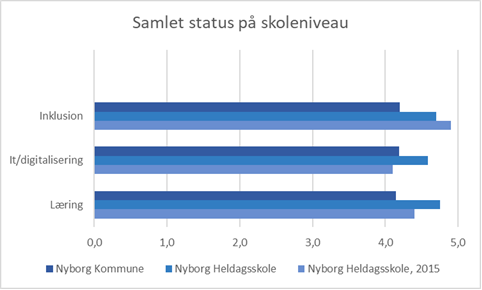 Samlet status på skoleniveau
Inklusion
It/digitalisering
Læring
0,0 1,0 2,0 3,0 4,0 5,0
Nyborg Kommune Nyborg Heldagsskole Nyborg Heldagsskole, 2015